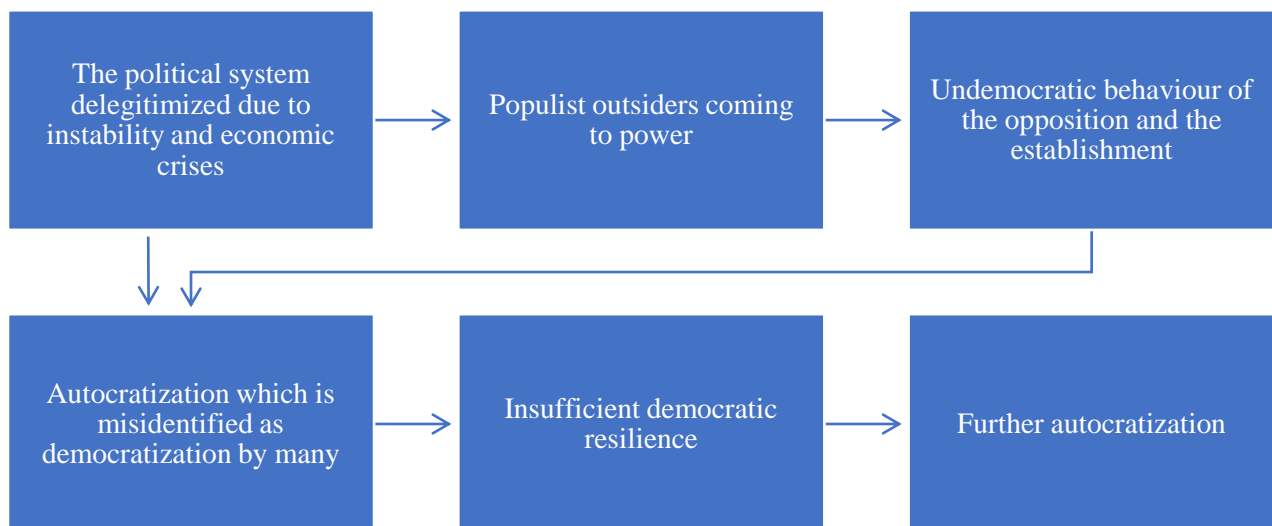 The political system
delegitimized due to
instability and economic
crises
Populist outsiders coming
to power
Undemocratic behaviour of
the opposition and the
establishment
Autocratization which is
misidentified as
democratization by many
Insufficient democratic
resilience
Further autocratization